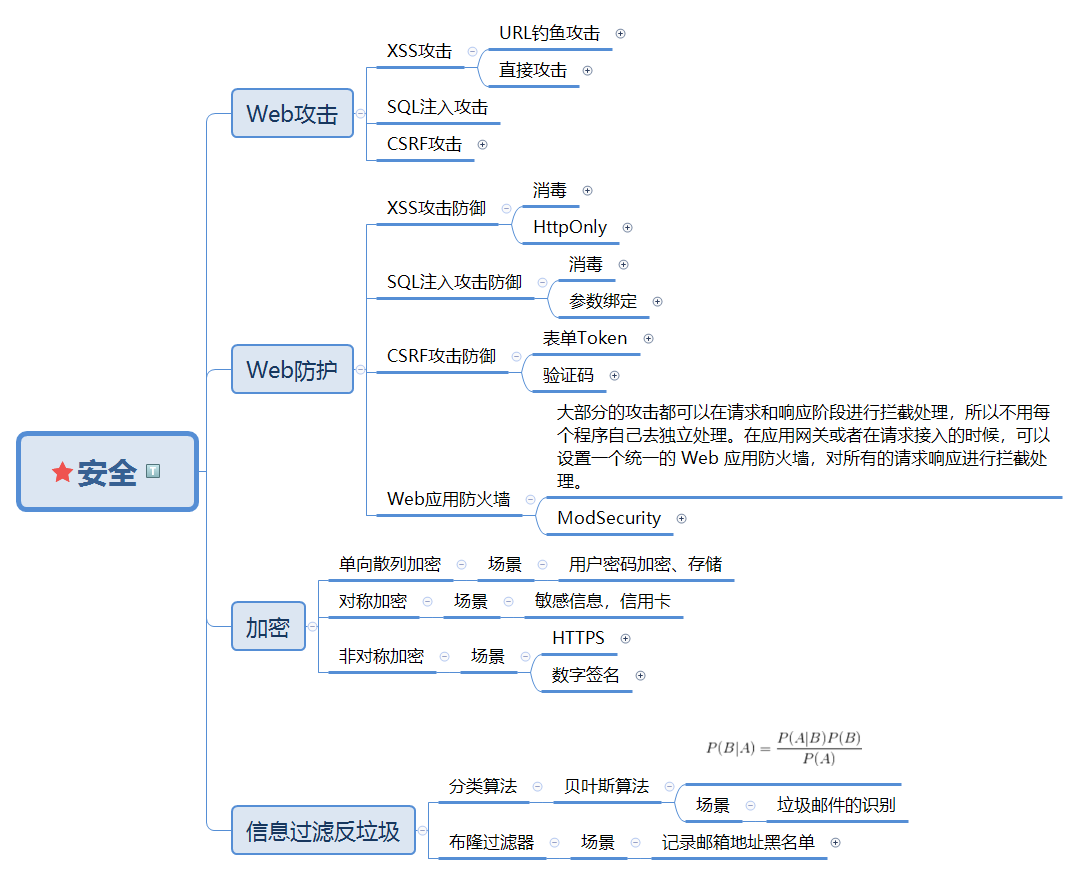 安全
Web攻击
XSS攻击
URL钓鱼攻击
直接攻击
SQL注入攻击
CSRF攻击
Web防护
XSS攻击防御
消毒
HttpOnly
SQL注入攻击防御
消毒
参数绑定
CSRF攻击防御
表单Token
验证码
Web应用防火墙
大部分的攻击都可以在请求和响应阶段进行拦截处理，所以不用每
个程序自己去独立处理。在应用网关或者在请求接入的时候，可以
设置一个统一的 Web 应用防火墙，对所有的请求响应进行拦截处
理。
ModSecurity
加密
单向散列加密
场景
用户密码加密、存储
对称加密
场景
敏感信息，信用卡
非对称加密
场景
HTTPS
数字签名
信息过滤反垃圾
分类算法
贝叶斯算法
P(B|A) = P(A|B)P(B) / P(A)
场景
垃圾邮件的识别
布隆过滤器
场景
记录邮箱地址黑名单